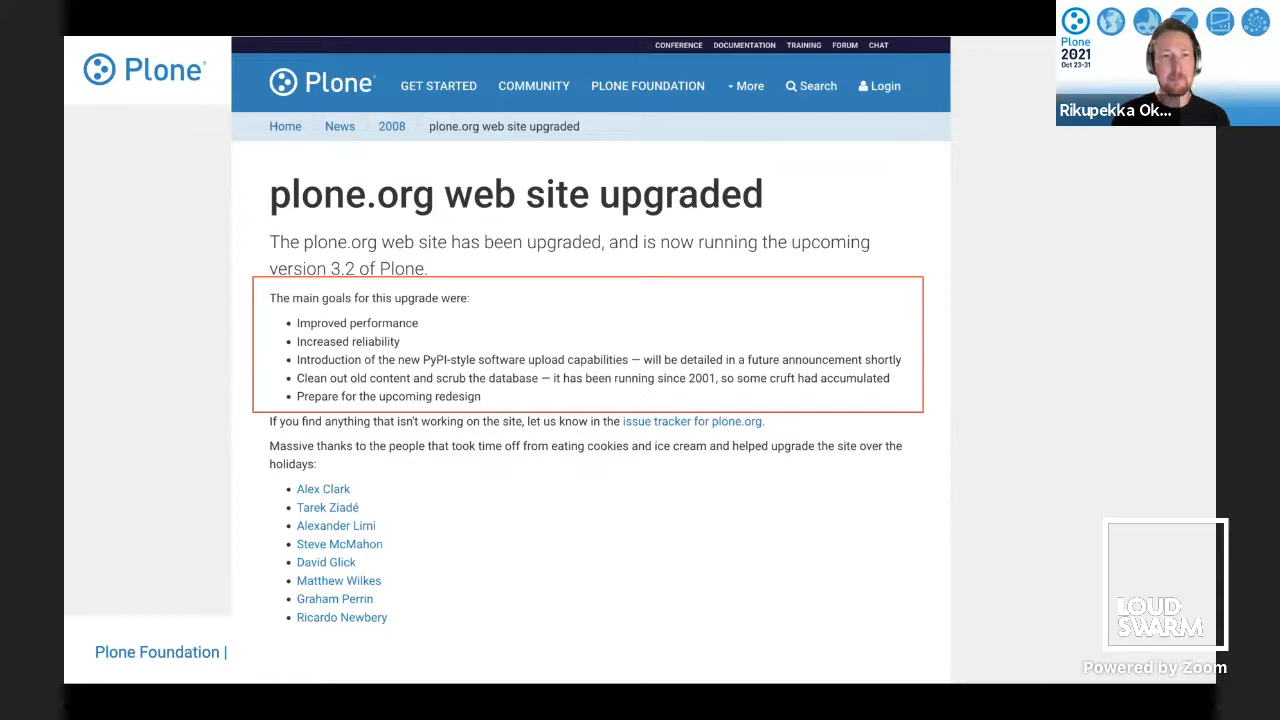 CONFERENCE DOCUMENTATION TRAINING FORUM CHAT
Plone
Plone GET STARTED COMMUNITY PLONE FOUNDATION More Search Login
Home News 2008 plone.org web site upgraded
plone.org web site upgraded
The plone.org web site has been upgraded, and is now running the upcoming
version 3.2 of Plone.
The main goals for this upgrade were:
• Improved performance
• Increased reliability
• Introduction of the new PyPI-style software upload capabilities — will be detailed in a future announcement shortly
• Clean out old content and scrub the database — it has been running since 2001, so some cruft had accumulated
• Prepare for the upcoming redesign
If you find anything that isn't working on the site, let us know in the issue tracker for plone.org.
Massive thanks to the people that took time off from eating cookies and ice cream and helped upgrade the site over the
holidays:
• Alex Clark
• Tarek Ziadé
• Alexander Limi
• Steve McMahon
• David Glick
• Matthew Wilkes
• Graham Perrin
• Ricardo Newbery
Plone Foundation |
Plone
2021
Oct 23-31
Rikupekka Ok...
LOUD
SWARM
Powered by Zoom